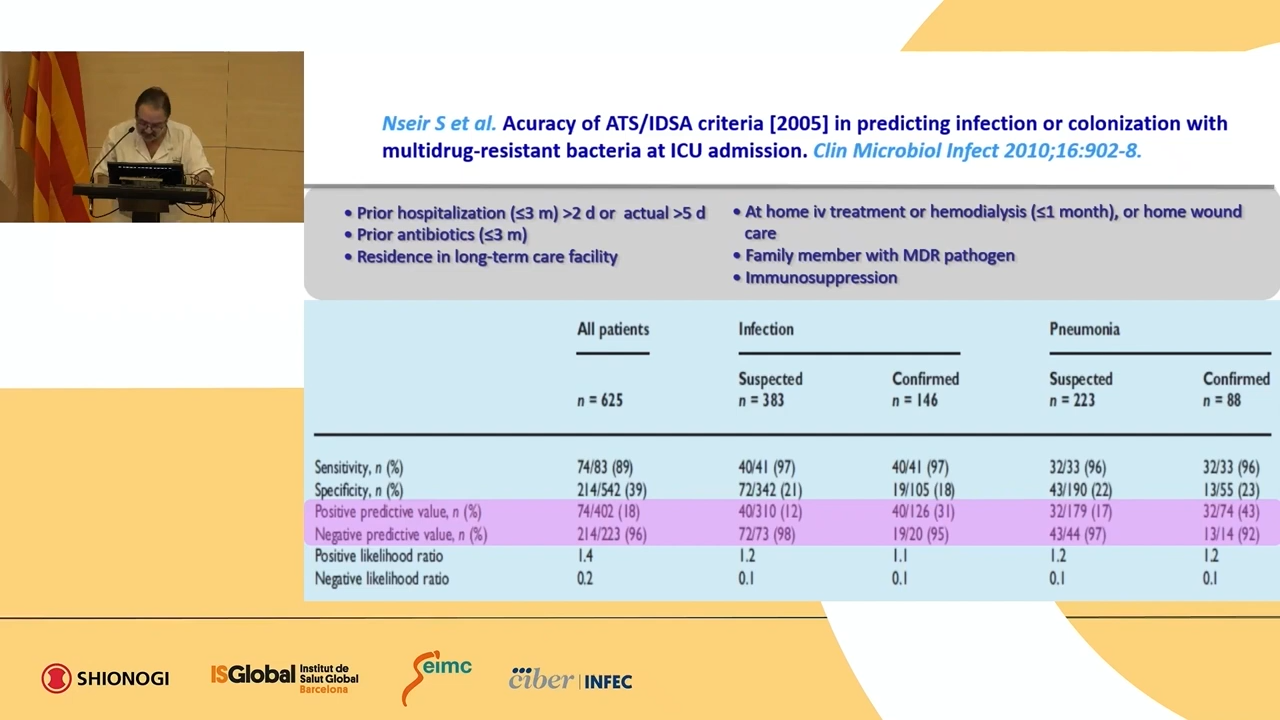 Nseir S et al. Acuracy of ATS/IDSA criteria [2005] in predicting infection or colonization with
multidrug-resistant bacteria at ICU admission. Clin Microbiol Infect 2010;16:902-8.
• Prior hospitalization (≤3 m) >2 d or actual >5 d
• Prior antibiotics (≤3 m)
• Residence in long-term care facility
• At home iv treatment or hemodialysis (≤1 month), or home wound
care
• Family member with MDR pathogen
• Immunosuppression
All patients Infection Pneumonia
Suspected Confirmed Suspected Confirmed
n = 625 n = 383 n = 146 n = 223 n = 88
Sensitivity, n (%) 74/83 (89) 40/41 (97) 40/41 (97) 32/33 (96) 32/33 (96)
Specificity, n (%) 214/542 (39) 72/342 (21) 19/105 (18) 43/190 (22) 13/55 (23)
Positive predictive value, n (%) 74/402 (18) 40/310 (12) 40/126 (31) 32/179 (17) 32/74 (43)
Negative predictive value, n (%) 214/223 (96) 72/73 (98) 19/20 (95) 43/44 (97) 13/14 (92)
Positive likelihood ratio 1.4 1.2 1.1 1.2 1.2
Negative likelihood ratio 0.2 0.1 0.1 0.1 0.1
SHIONOGI
ISGlobal Institut de
Salut Global
Barcelona
Seimc
ciber | INFEC